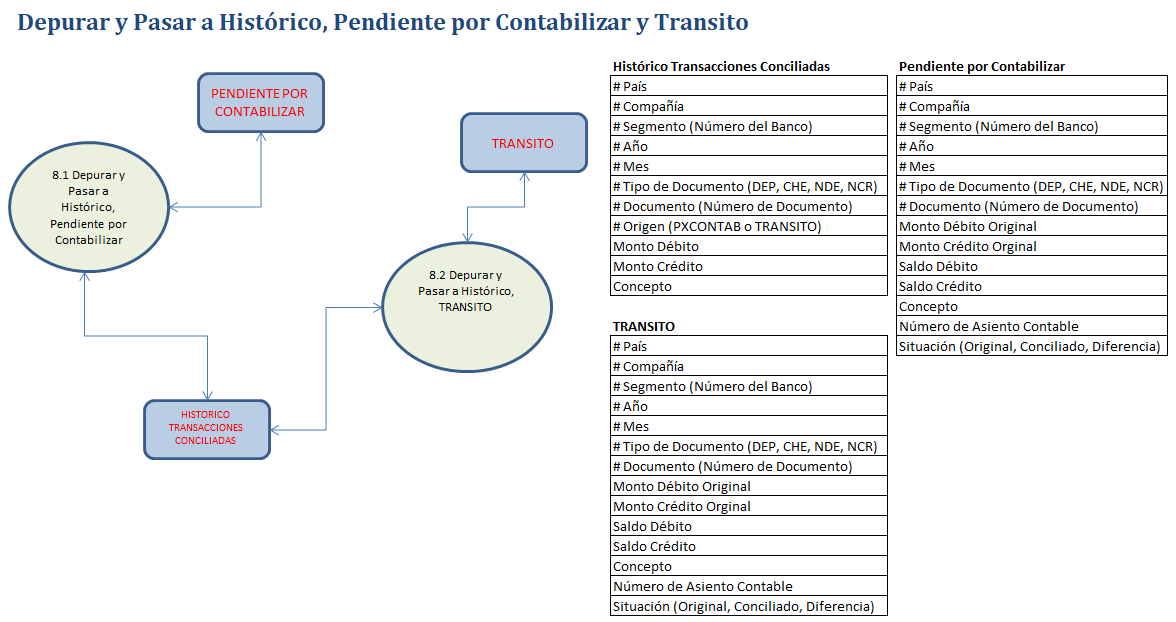 Depurar y Pasar a Histórico, Pendiente por Contabilizar y Transito
PENDIENTE POR
CONTABILIZAR
TRANSITO
8.1 Depurar y
Pasar a
Histórico,
Pendiente por
Contabilizar
8.2 Depurar y
Pasar a Histórico,
TRANSITO
HISTORICO
TRANSACCIONES
CONCILIADAS
Histórico Transacciones Conciliadas
# País
# Compañía
# Segmento (Número del Banco)
# Año
# Mes
# Tipo de Documento (DEP, CHE, NDE, NCR)
# Documento (Número de Documento)
# Origen (PXCONTAB o TRANSITO)
Monto Débito
Monto Crédito
Concepto
TRANSITO
# País
# Compañía
# Segmento (Número del Banco)
# Año
# Mes
# Tipo de Documento (DEP, CHE, NDE, NCR)
# Documento (Número de Documento)
Monto Débito Original
Monto Crédito Orginal
Saldo Débito
Saldo Crédito
Concepto
Número de Asiento Contable
Situación (Original, Conciliado, Diferencia)
Pendiente por Contabilizar
# País
# Compañía
# Segmento (Número del Banco)
# Año
# Mes
# Tipo de Documento (DEP, CHE, NDE, NCR)
# Documento (Número de Documento)
Monto Débito Original
Monto Crédito Orginal
Saldo Débito
Saldo Crédito
Concepto
Número de Asiento Contable
Situación (Original, Conciliado, Diferencia)